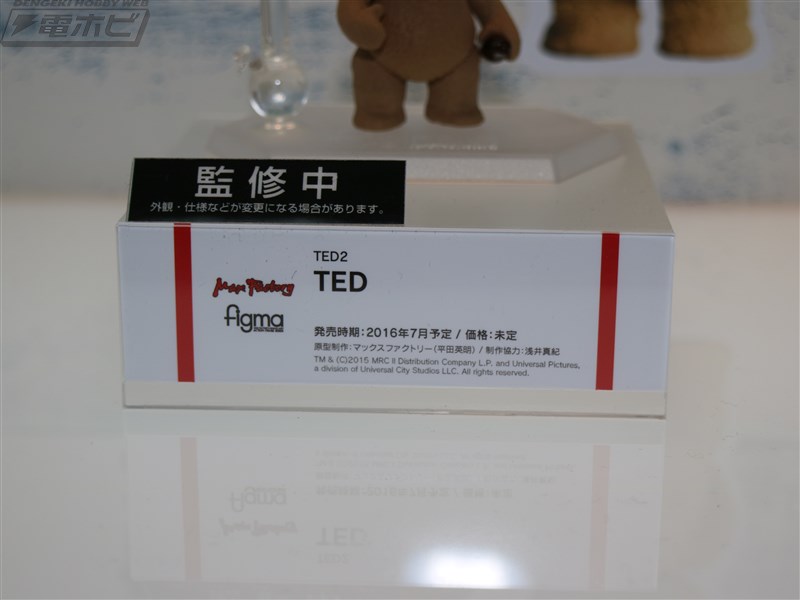 DENGEKI HOBBY WEB
電ホビ
監修中
外観・仕様などが変更になる場合があります。
TED2
TED
Max Factory
figma
発売時期：2016年7月予定 / 価格：未定
原型制作：マックスファクトリー（平田英明） / 制作協力：浅井真紀
TM & (C)2015 MRC II Distribution Company L.P. and Universal Pictures,
a division of Universal City Studios LLC. All rights reserved.